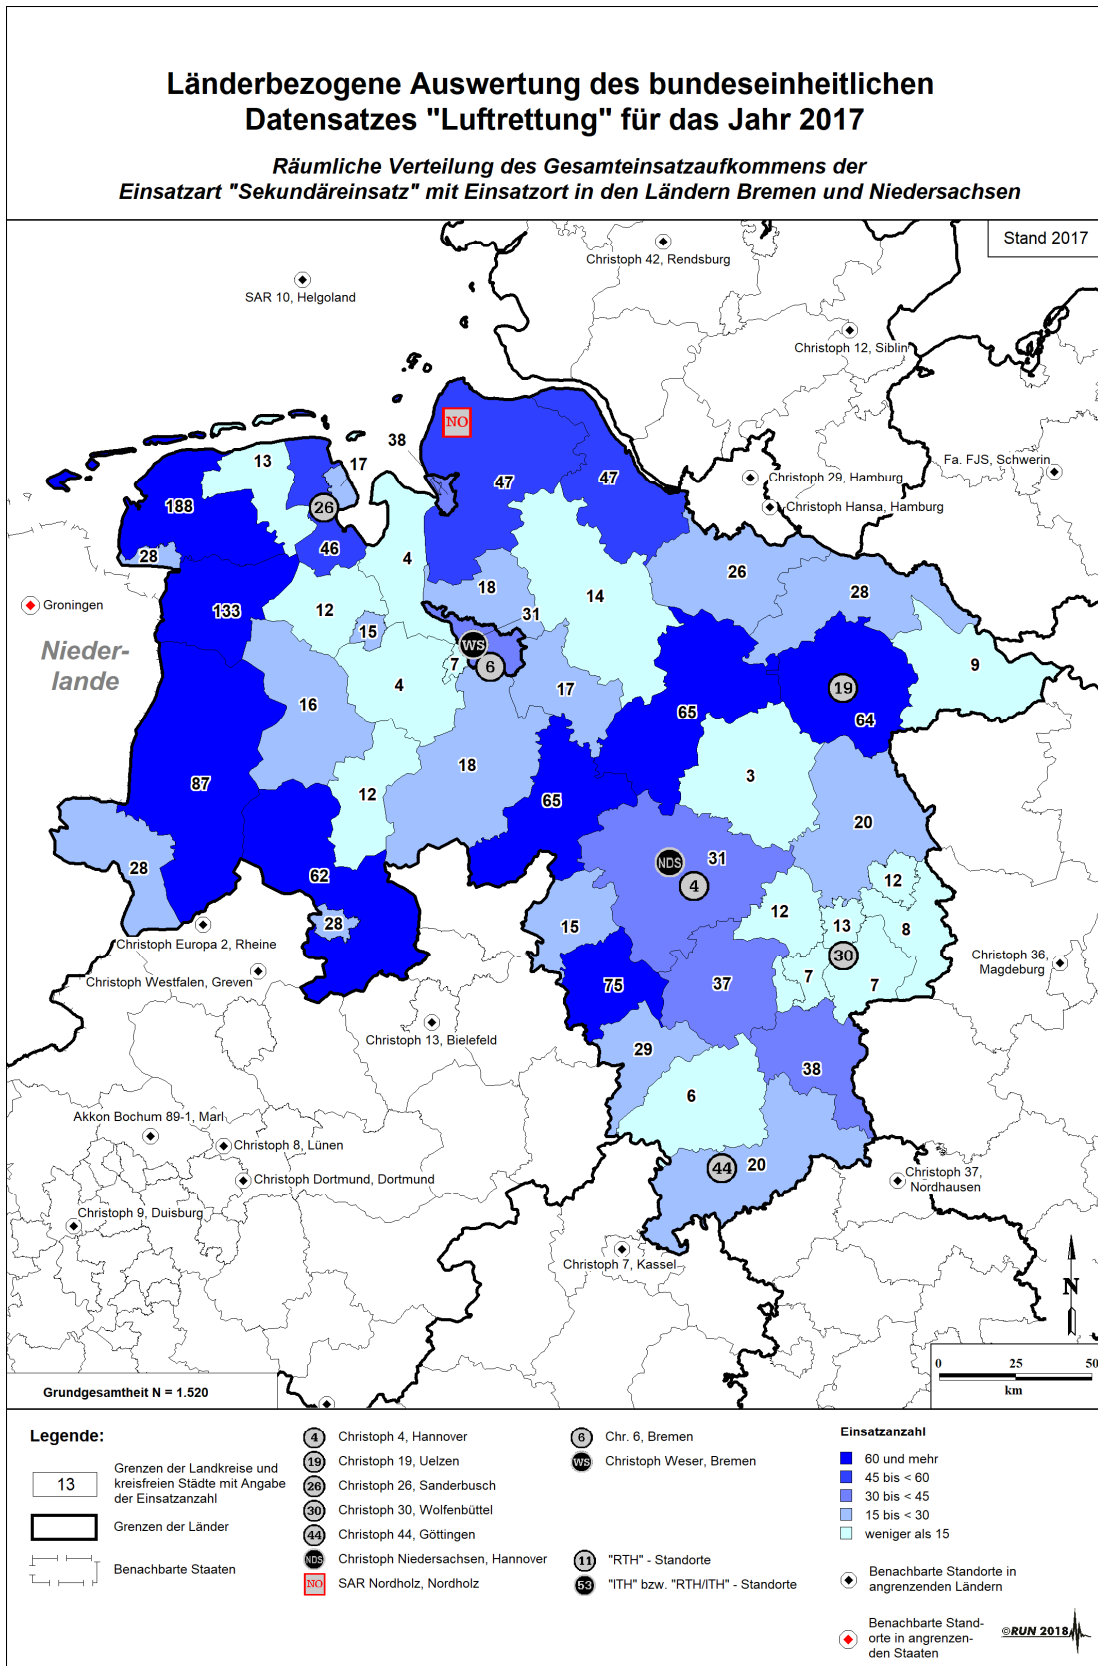 Länderbezogene Auswertung des bundeseinheitlichen
Datensatzes "Luftrettung" für das Jahr 2017
Räumliche Verteilung des Gesamteinsatzaufkommens der
Einsatzart "Sekundäreinsatz" mit Einsatzort in den Ländern Bremen und Niedersachsen
Stand 2017
Christoph 42, Rendsburg
SAR 10, Helgoland
Christoph 12, Siblin
NO
38
13
17
47
47
Fa. FJS, Schwerin
Christoph 29, Hamburg
Christoph Hansa, Hamburg
188
26
46
28
4
18
26
28
14
Groningen
133
12
15
31
Nieder-
lande
WS
6
7
4
17
9
16
19
65
64
87
18
3
12
65
20
28
62
NDS
31
4
12
28
15
12
13
8
Christoph Europa 2, Rheine
30
Christoph 36,
Magdeburg
Christoph Westfalen, Greven
75
37
7
7
Christoph 13, Bielefeld
29
38
6
Akkon Bochum 89-1, Marl
Christoph 8, Lünen
44
20
Christoph 37,
Nordhausen
Christoph Dortmund, Dortmund
Christoph 9, Duisburg
Christoph 7, Kassel
N
0 25 50
km
Grundgesamtheit N = 1.520
Legende:
13
Grenzen der Landkreise und
kreisfreien Städte mit Angabe
der Einsatzanzahl
Grenzen der Länder
Benachbarte Staaten
4 Christoph 4, Hannover
19 Christoph 19, Uelzen
26 Christoph 26, Sanderbusch
30 Christoph 30, Wolfenbüttel
44 Christoph 44, Göttingen
NDS Christoph Niedersachsen, Hannover
NO SAR Nordholz, Nordholz
6 Chr. 6, Bremen
WS Christoph Weser, Bremen
11 "RTH" - Standorte
53 "ITH" bzw. "RTH/ITH" - Standorte
Einsatzanzahl
60 und mehr
45 bis < 60
30 bis < 45
15 bis < 30
weniger als 15
Benachbarte Standorte in
angrenzenden Ländern
Benachbarte Stand-
orte in angrenzen-
den Staaten
©RUN 2018